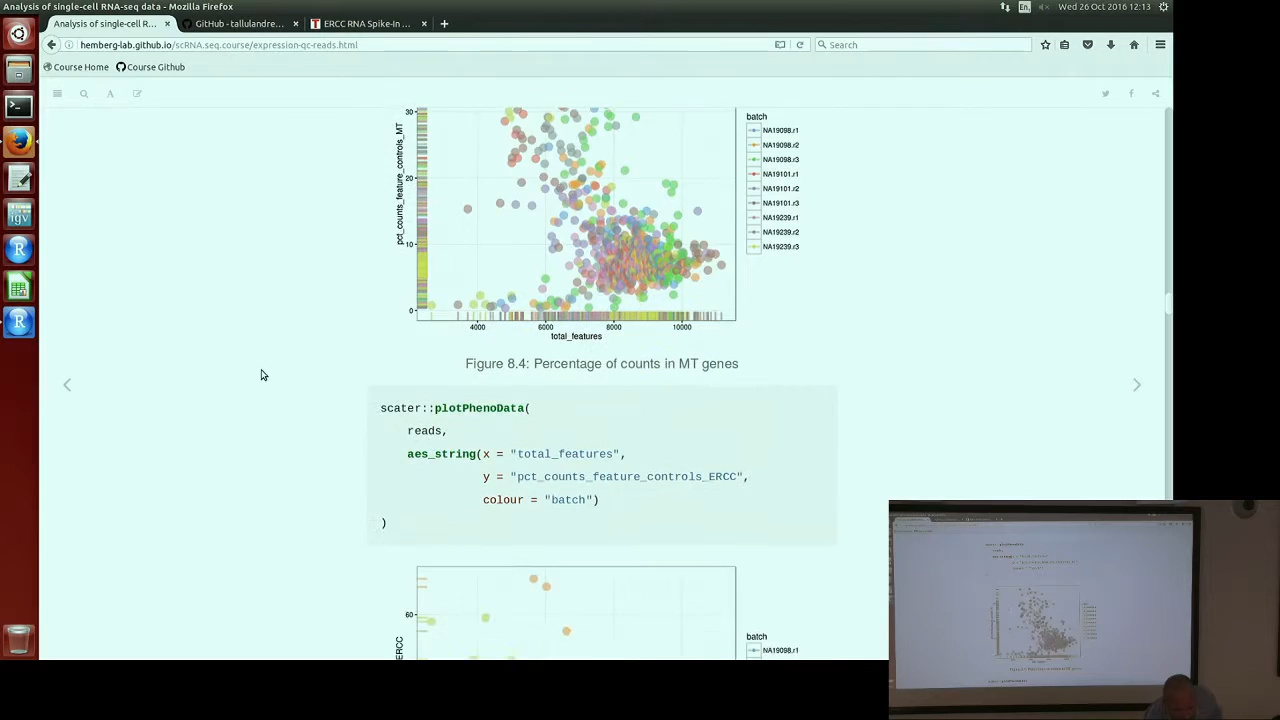 Analysis of single-cell RNA-seq data - Mozilla Firefox
En
Wed 26 Oct 2016 12:13
Analysis of single-cell R... ×
GitHub - tallulandre... ×
ERCC RNA Spike-In ... ×
hemberg-lab.github.io/scRNA.seq.course/expression-qc-reads.html
Search
Course Home
Course Github
A
pct_counts_feature_controls_MT
30
20
10
0
4000
6000
8000
10000
total_features
batch
NA19098.r1
NA19098.r2
NA19098.r3
NA19101.r1
NA19101.r2
NA19101.r3
NA19239.r1
NA19239.r2
NA19239.r3
igv
R
R
Figure 8.4: Percentage of counts in MT genes
scater::plotPhenoData(
reads,
aes_string(x = "total_features",
y = "pct_counts_feature_controls_ERCC",
colour = "batch")
)
60
ERCC
batch
NA19098.r1